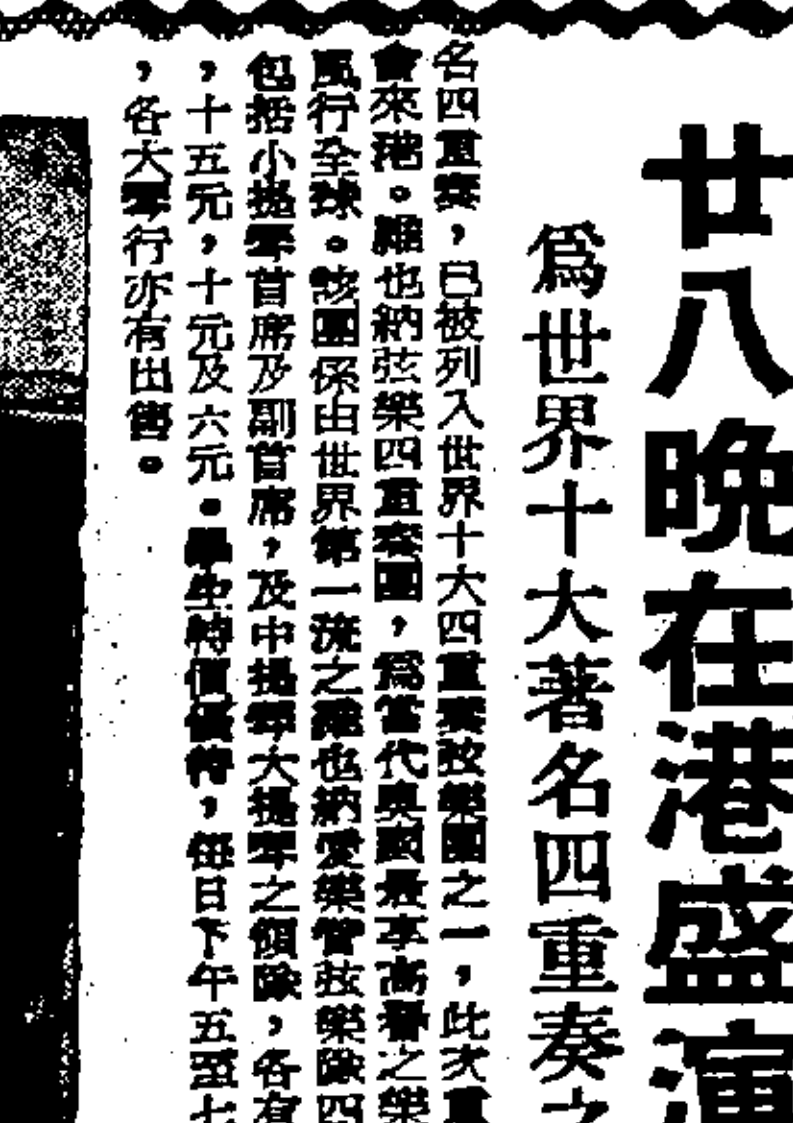 廿八晚在港盛演
爲世界十大著名四重奏之
名四重奏，已被列入世界十大四重奏弦樂團之一，此次重
會來港。維也納弦樂四重奏團，爲當代奧國最享高譽之樂
風行全球。該團係由世界第一流之維也納愛樂管弦樂隊四
包括小提琴首席及副首席，及中提琴大提琴之領隊，各有
，十五元，十元及六元。學生特價優待，每日下午五至七
，各大琴行亦有出售。